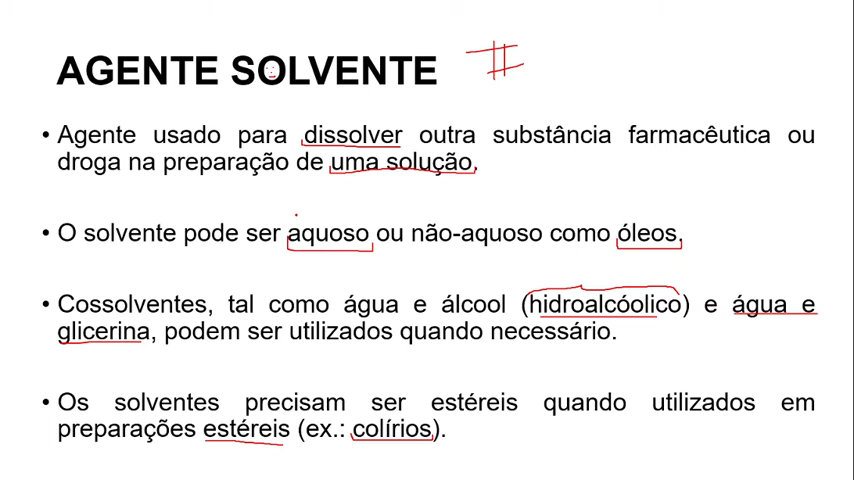 AGENTE SOLVENTE #
• Agente usado para dissolver outra substância farmacêutica ou
droga na preparação de uma solução.
• O solvente pode ser aquoso ou não-aquoso como óleos.
• Cossolventes, tal como água e álcool (hidroalcóolico) e água e
glicerina, podem ser utilizados quando necessário.
• Os solventes precisam ser estéreis quando utilizados em
preparações estéreis (ex.: colírios).